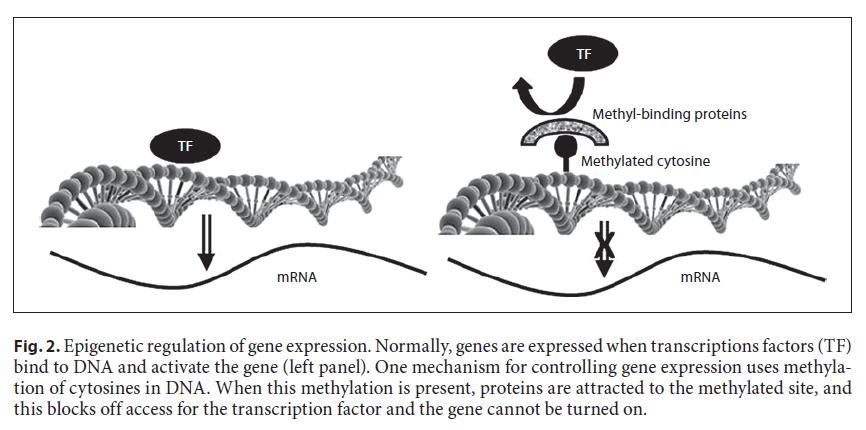 TF
TF
Methyl-binding proteins
Methylated cytosine
mRNA
mRNA
Fig. 2. Epigenetic regulation of gene expression. Normally, genes are expressed when transcriptions factors (TF)
bind to DNA and activate the gene (left panel). One mechanism for controlling gene expression uses methyla-
tion of cytosines in DNA. When this methylation is present, proteins are attracted to the methylated site, and
this blocks off access for the transcription factor and the gene cannot be turned on.